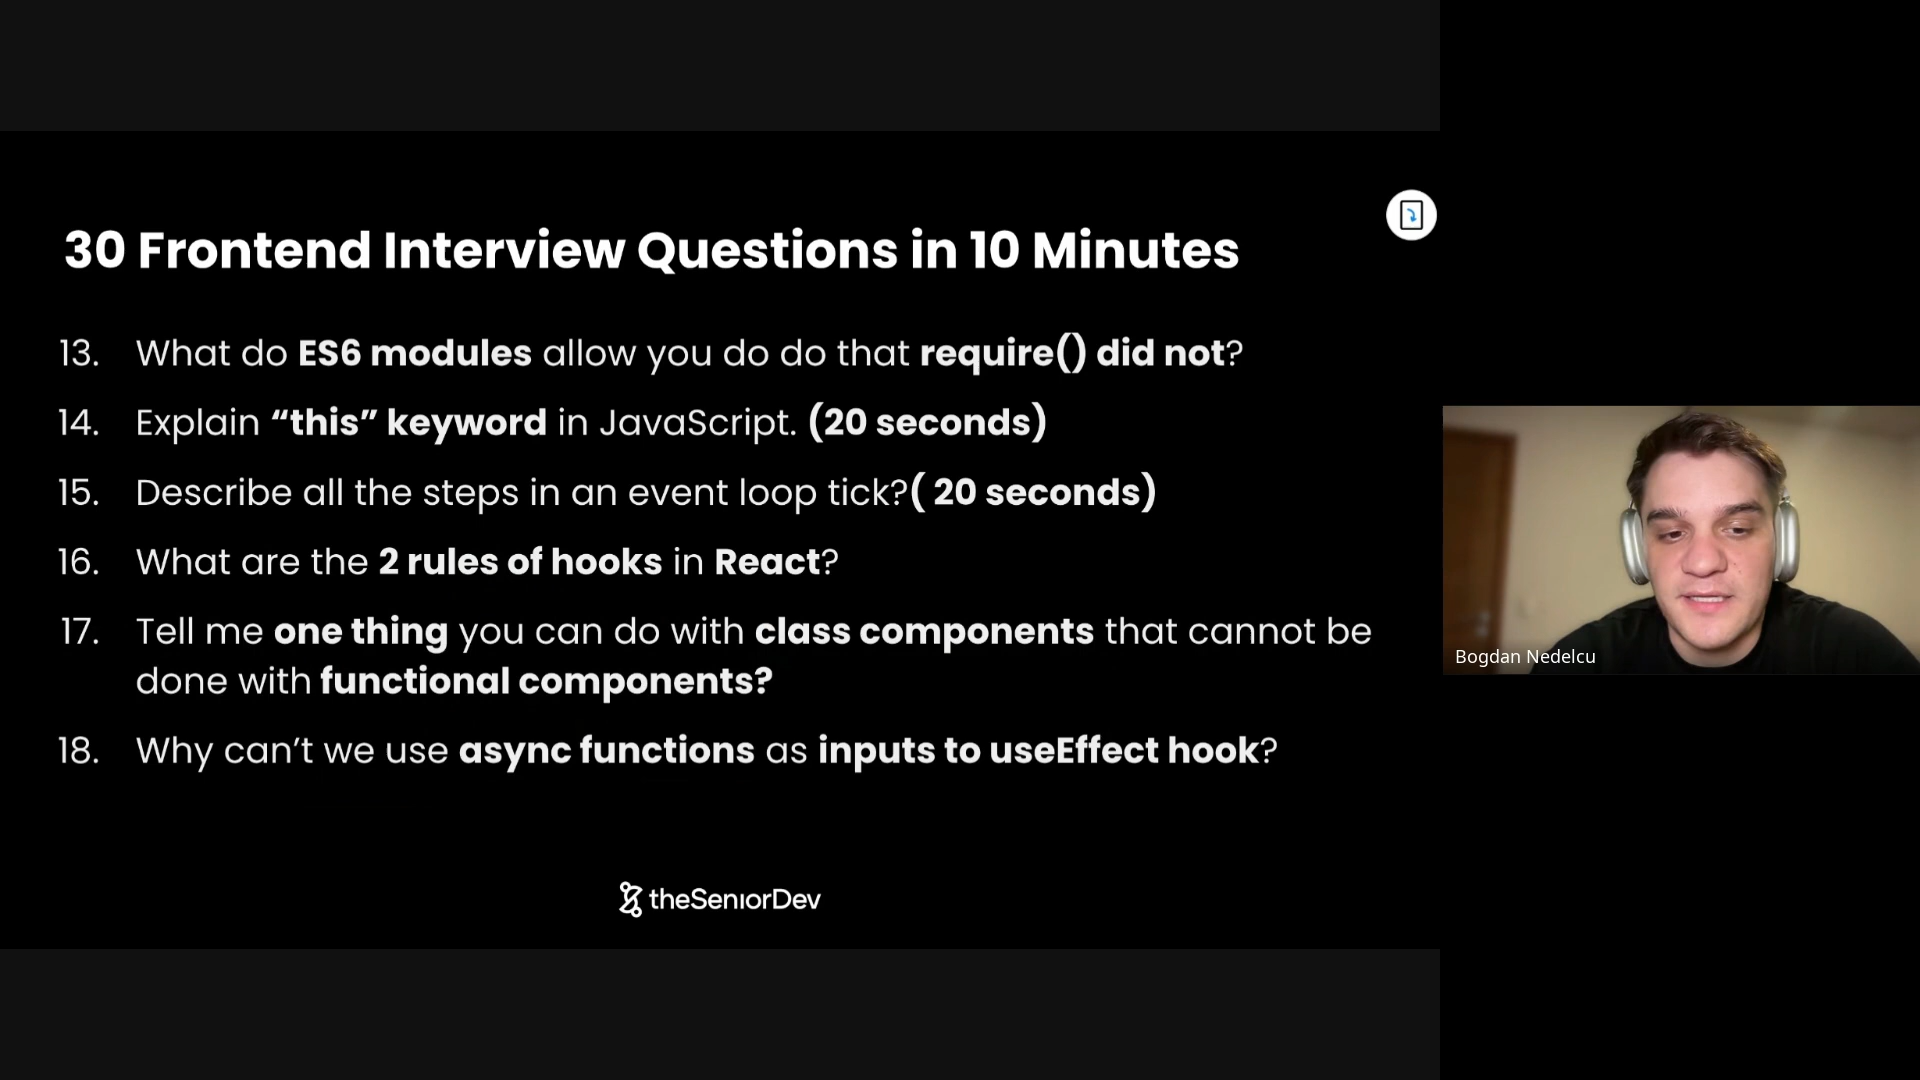 30 Frontend Interview Questions in 10 Minutes
13. What do ES6 modules allow you do do that require() did not?
14. Explain “this” keyword in JavaScript. (20 seconds)
15. Describe all the steps in an event loop tick?( 20 seconds)
16. What are the 2 rules of hooks in React?
17. Tell me one thing you can do with class components that cannot be
done with functional components?
18. Why can’t we use async functions as inputs to useEffect hook?
theSeniorDev
Bogdan Nedelcu